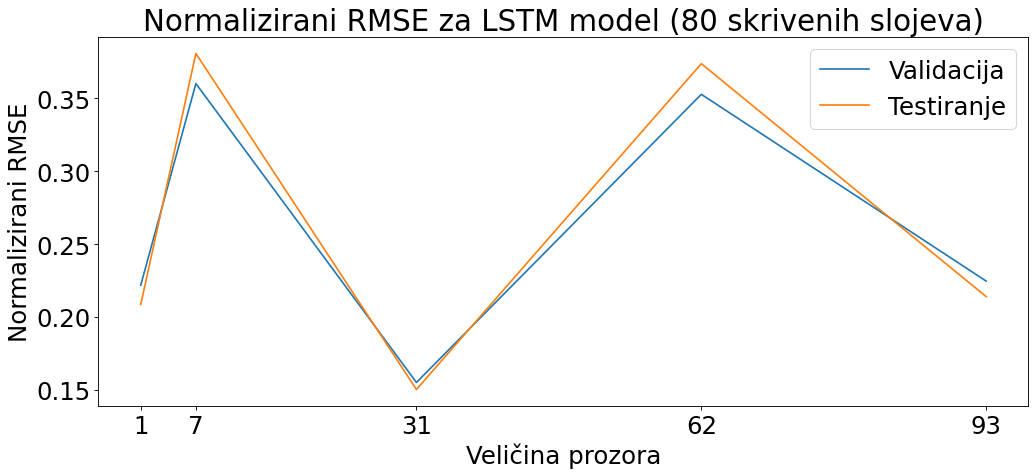 Normalizirani RMSE za LSTM model (80 skrivenih slojeva)
Validacija
Testiranje
Normalizirani RMSE
0.35
0.30
0.25
0.20
0.15
1 7 31 62 93
Veličina prozora